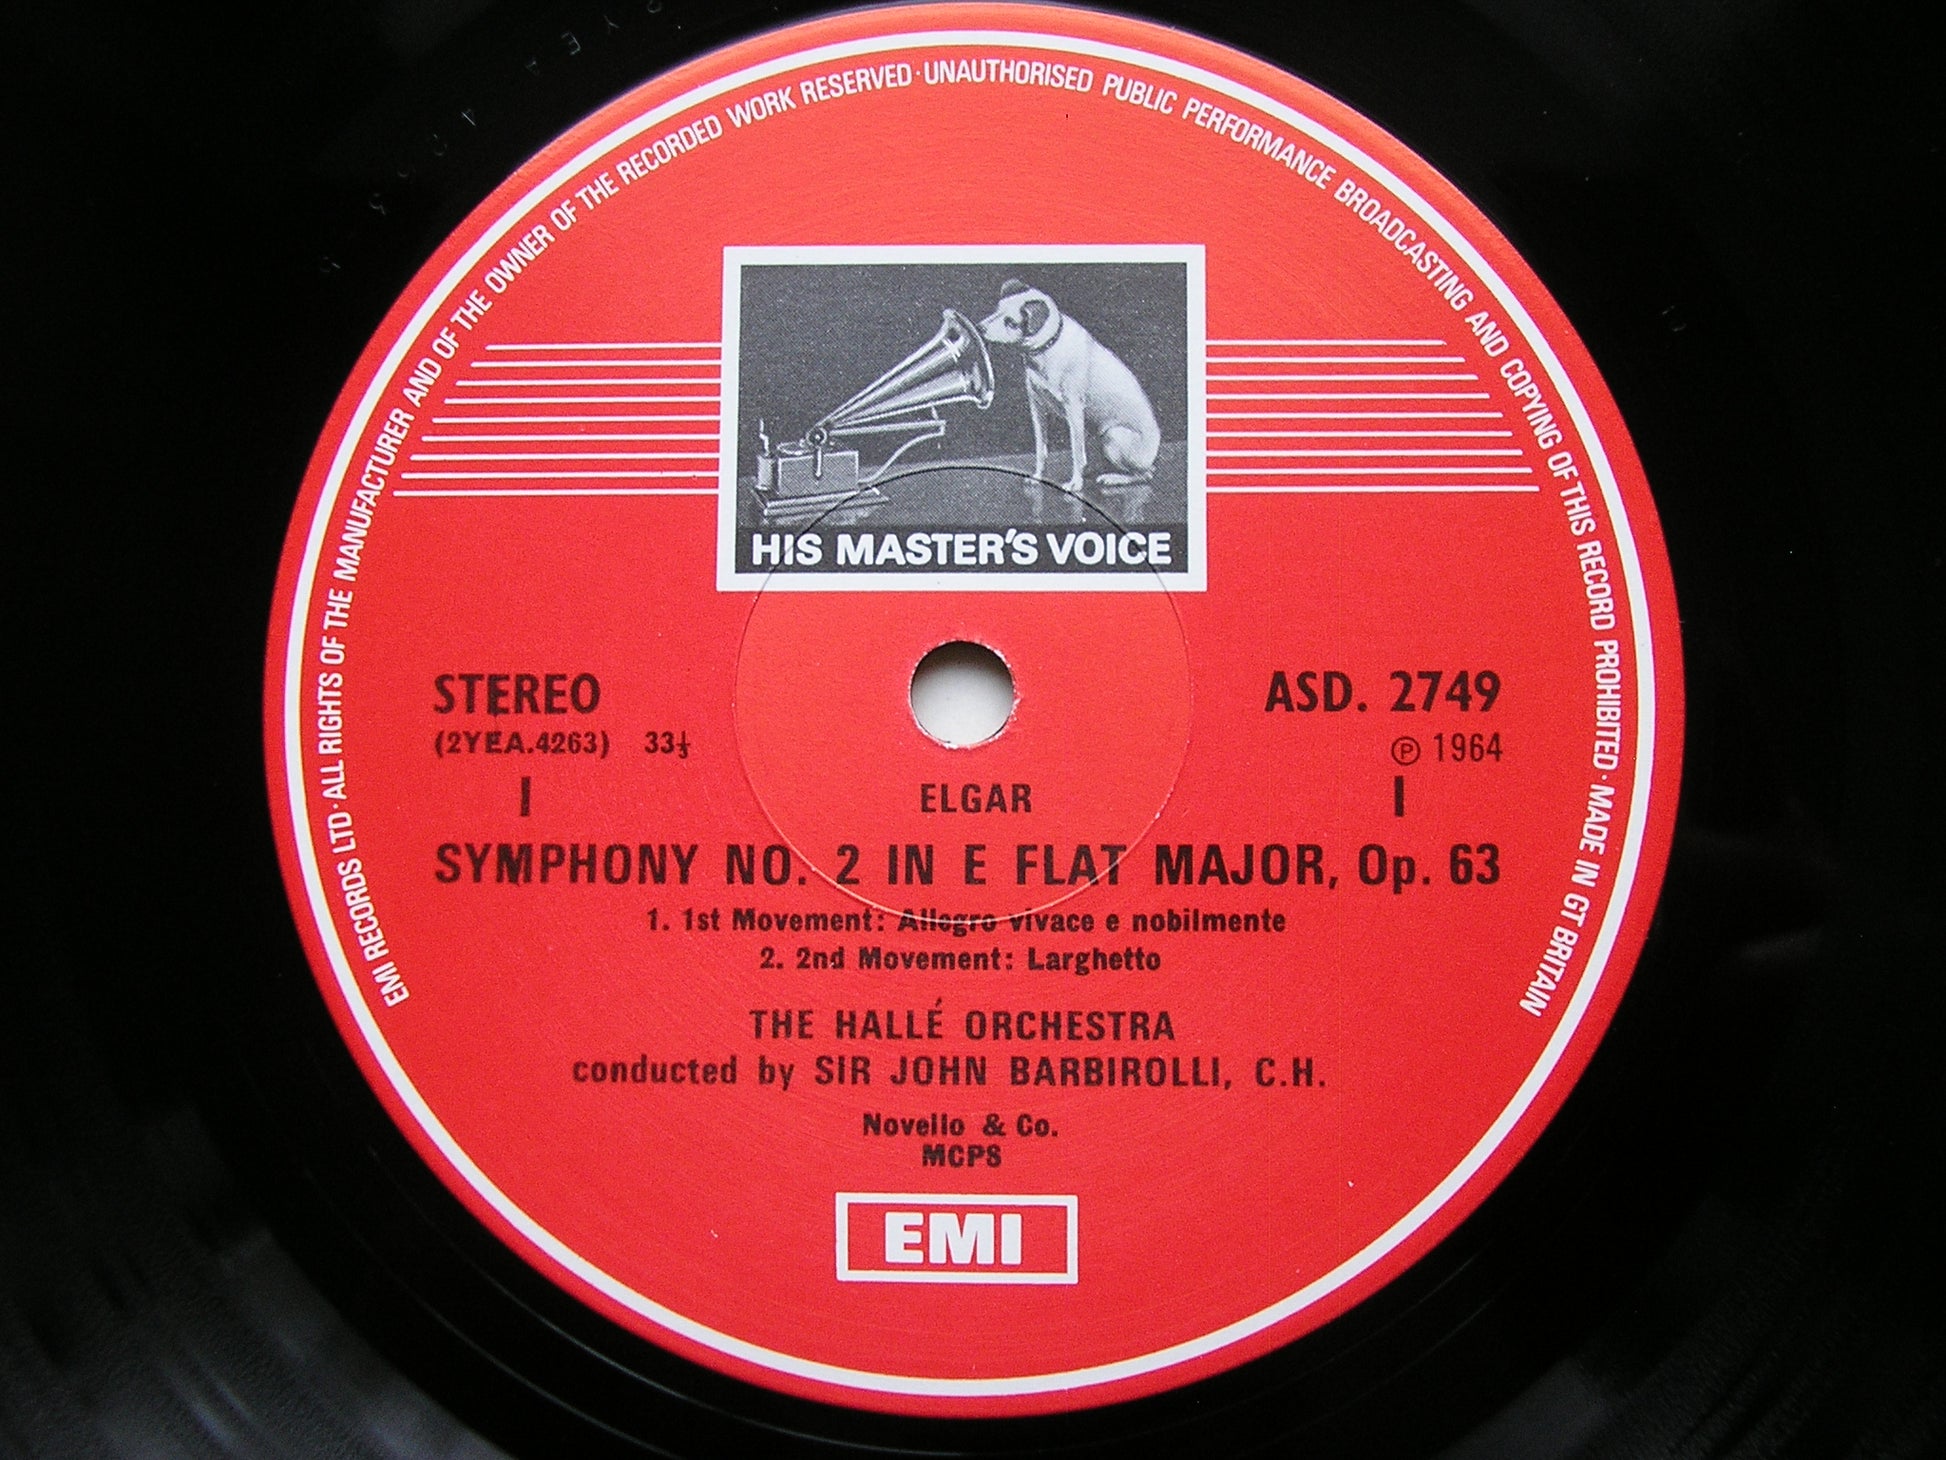 EMI RECORDS LTD · ALL RIGHTS OF THE MANUFACTURER AND OF THE OWNER OF THE RECORDED WORK RESERVED · UNAUTHORISED PUBLIC PERFORMANCE BROADCASTING AND COPYING OF THIS RECORD PROHIBITED · MADE IN GT BRITAIN
HIS MASTER'S VOICE
STEREO ASD. 2749
(2YEA.4263) 33⅓ ℗ 1964
I ELGAR I
SYMPHONY NO. 2 IN E FLAT MAJOR, Op. 63
1. 1st Movement: Allegro vivace e nobilmente
2. 2nd Movement: Larghetto
THE HALLÉ ORCHESTRA
conducted by SIR JOHN BARBIROLLI, C.H.
Novello & Co.
MCPS
EMI